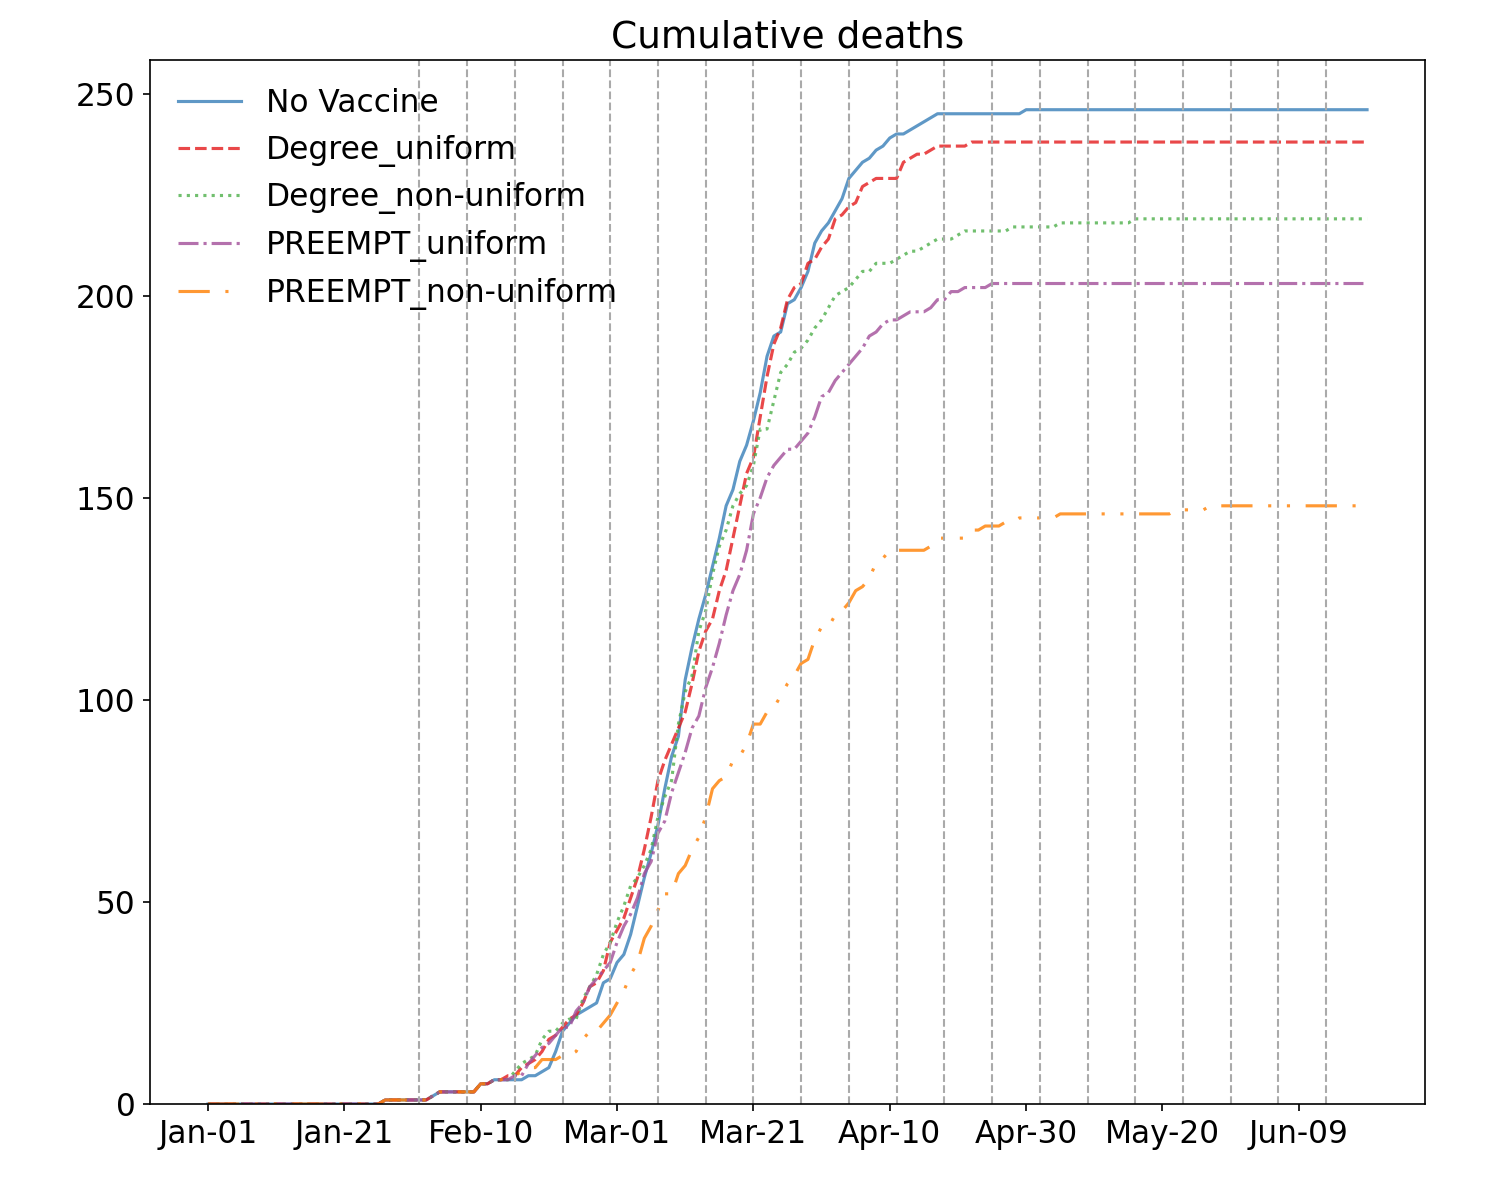 Cumulative deaths
250
200
150
100
50
0
No Vaccine
Degree_uniform
Degree_non-uniform
PREEMPT_uniform
PREEMPT_non-uniform
Jan-01 Jan-21 Feb-10 Mar-01 Mar-21 Apr-10 Apr-30 May-20 Jun-09